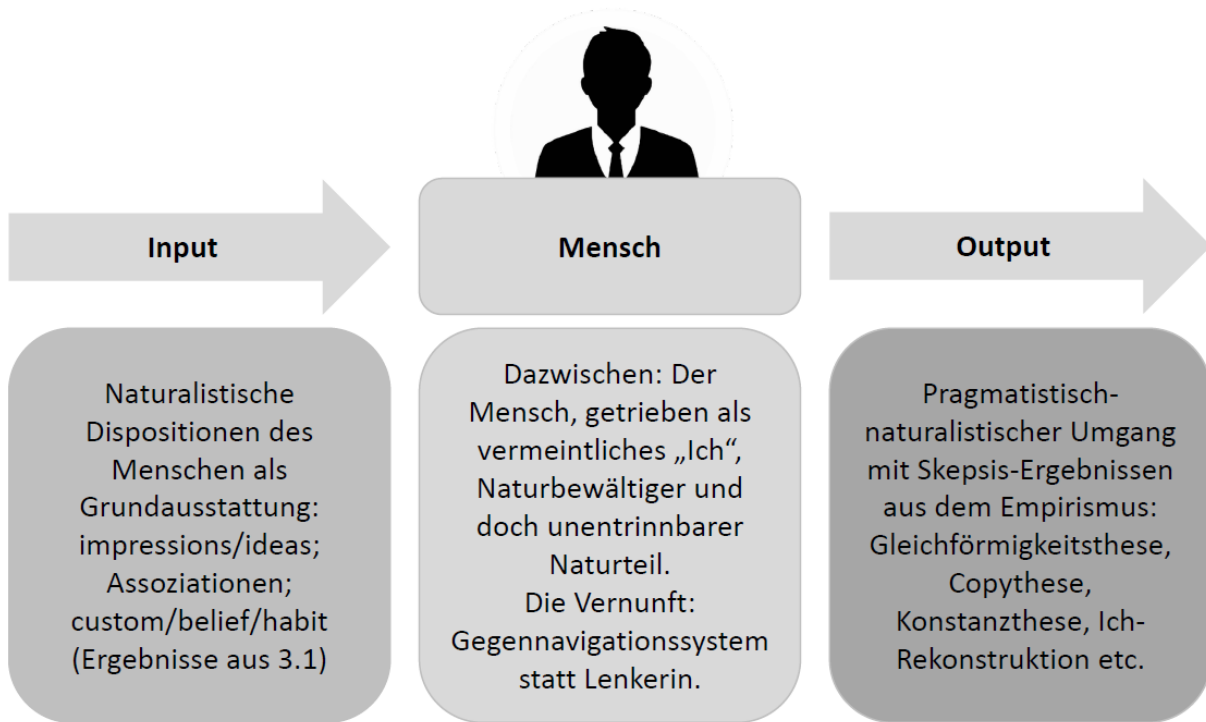 Input
Mensch
Output
Naturalistische
Dispositionen des
Menschen als
Grundausstattung:
impressions/ideas;
Assoziationen;
custom/belief/habit
(Ergebnisse aus 3.1)
Dazwischen: Der
Mensch, getrieben als
vermeintliches „Ich“,
Naturbewältiger und
doch unentrinnbarer
Naturteil.
Die Vernunft:
Gegennavigationssystem
statt Lenkerin.
Pragmatistisch-
naturalistischer Umgang
mit Skepsis-Ergebnissen
aus dem Empirismus:
Gleichförmigkeitsthese,
Copythese,
Konstanzthese, Ich-
Rekonstruktion etc.